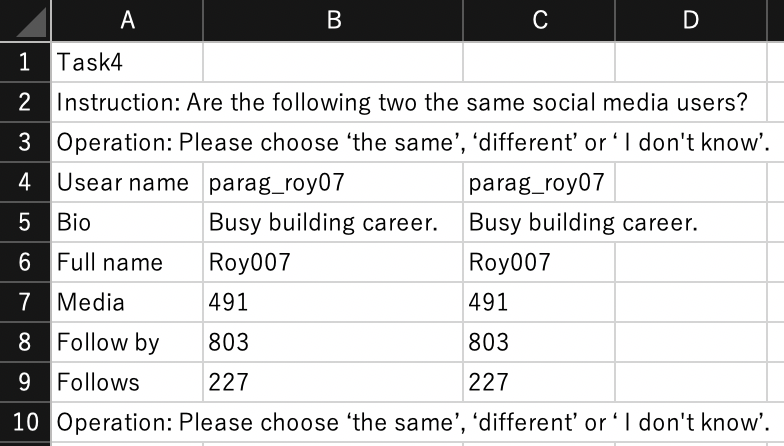 A B C D
1 Task4
2 Instruction: Are the following two the same social media users?
3 Operation: Please choose ‘the same’, ‘different’ or ‘ I don't know’.
4 Usear name parag_roy07 parag_roy07
5 Bio Busy building career. Busy building career.
6 Full name Roy007 Roy007
7 Media 491 491
8 Follow by 803 803
9 Follows 227 227
10 Operation: Please choose ‘the same’, ‘different’ or ‘ I don't know’.